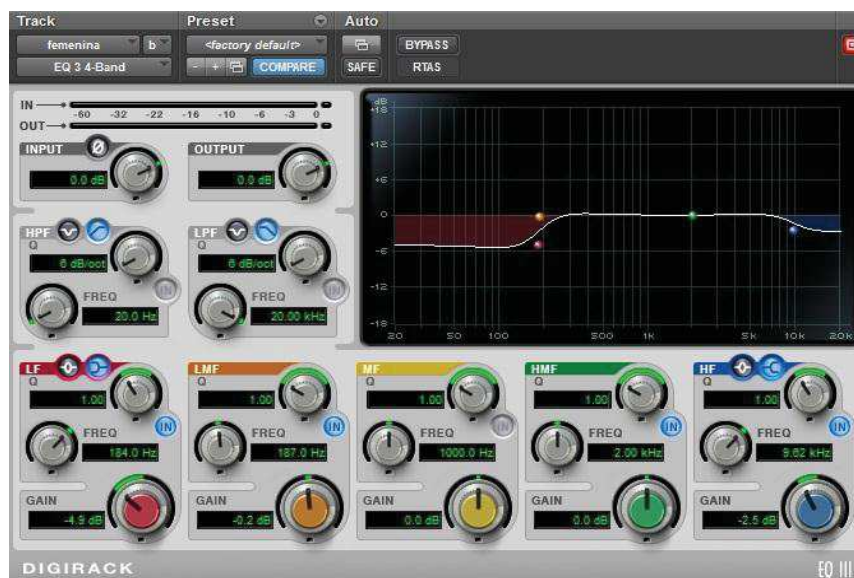 Track Preset Auto
femenina b <factory default> BYPASS
EQ 3 4-Band - + COMPARE SAFE RTAS
IN
-60 -32 -22 -16 -10 -6 -3 0
OUT
INPUT Ø OUTPUT
0.0 dB 0.0 dB
HPF LPF
Q Q
6 dB/oct 6 dB/oct
IN IN
FREQ FREQ
20.0 Hz 20.00 kHz
dB
+18
+12
+6
0
-6
-12
-18
20 50 100 500 1k 5k 10k 20k
LF LMF MF HMF HF
Q Q Q Q Q
1.00 1.00 1.00 1.00 1.00
IN IN IN IN IN
FREQ FREQ FREQ FREQ FREQ
184.0 Hz 187.0 Hz 1000.0 Hz 2.00 kHz 9.62 kHz
GAIN GAIN GAIN GAIN GAIN
-4.9 dB -0.2 dB 0.0 dB 0.0 dB -2.5 dB
DIGIRACK EQ III